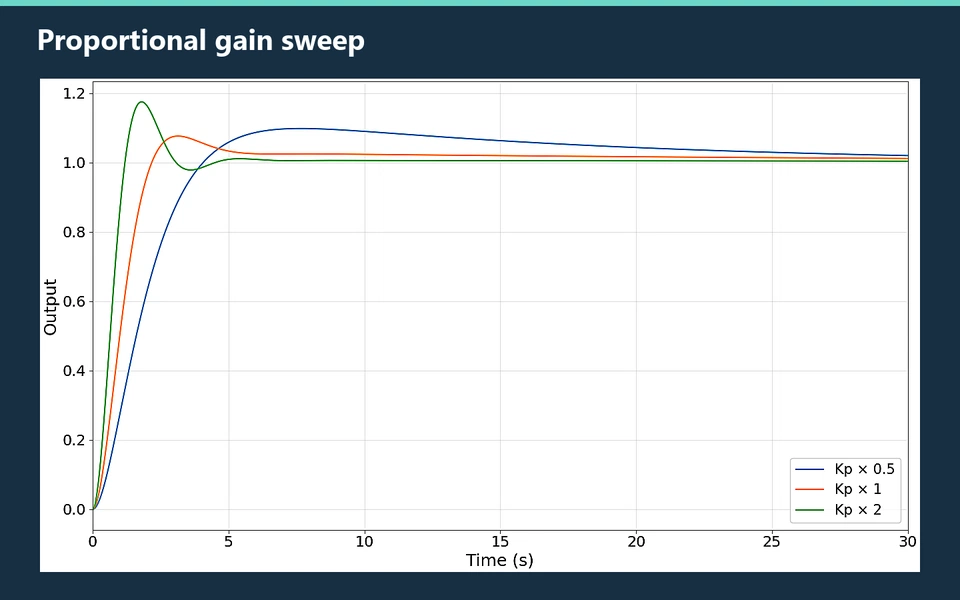 Proportional gain sweep
1.2
1.0
0.8
0.6
0.4
0.2
0.0
Output
0 5 10 15 20 25 30
Time (s)
Kp × 0.5
Kp × 1
Kp × 2